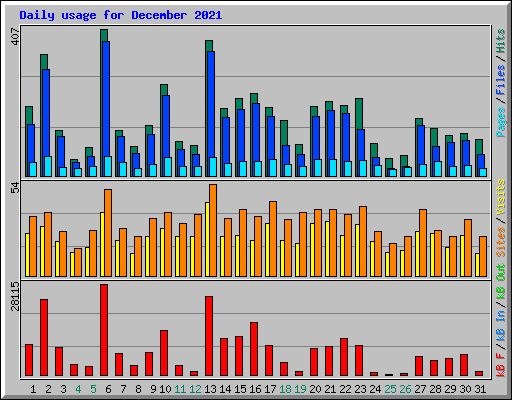 Daily usage for December 2021
407
Pages / Files / Hits
54
Sites / Visits
28115
kB F / kB In / kB Out
1 2 3 4 5 6 7 8 9 10 11 12 13 14 15 16 17 18 19 20 21 22 23 24 25 26 27 28 29 30 31